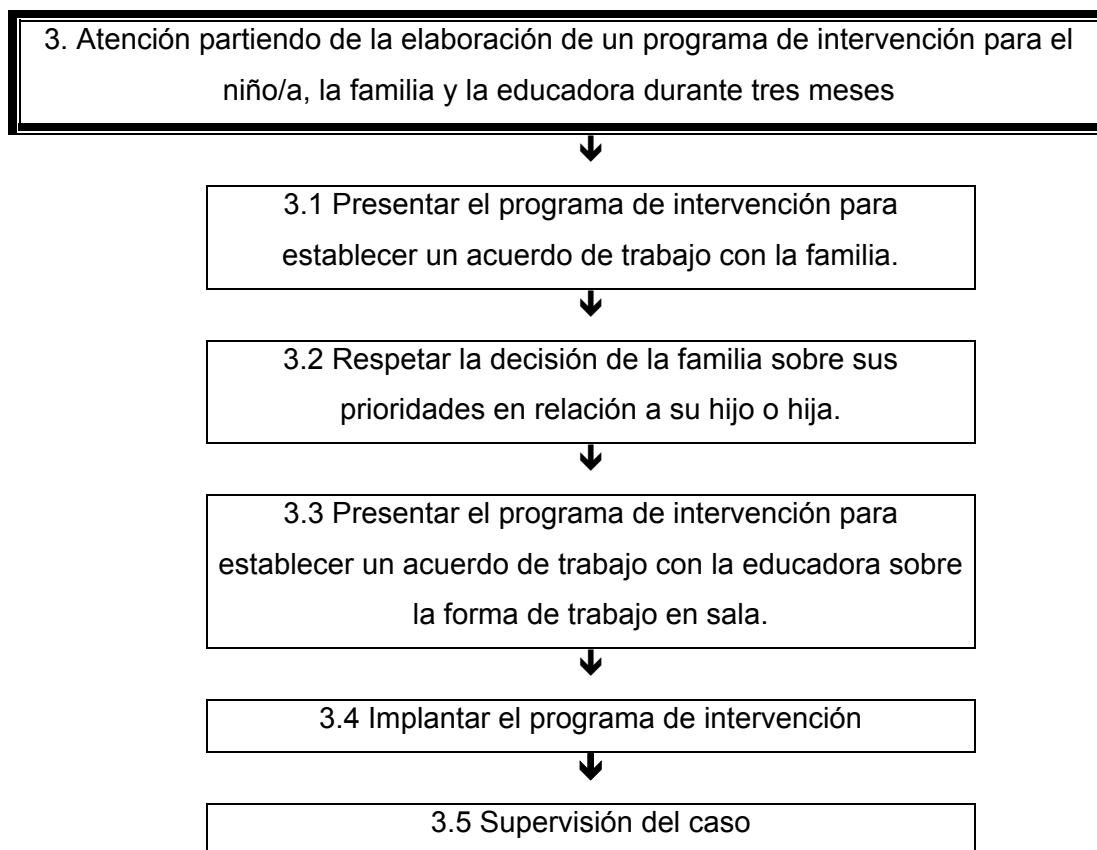 3. Atención partiendo de la elaboración de un programa de intervención para el
niño/a, la familia y la educadora durante tres meses
3.1 Presentar el programa de intervención para
establecer un acuerdo de trabajo con la familia.
3.2 Respetar la decisión de la familia sobre sus
prioridades en relación a su hijo o hija.
3.3 Presentar el programa de intervención para
establecer un acuerdo de trabajo con la educadora sobre
la forma de trabajo en sala.
3.4 Implantar el programa de intervención
3.5 Supervisión del caso